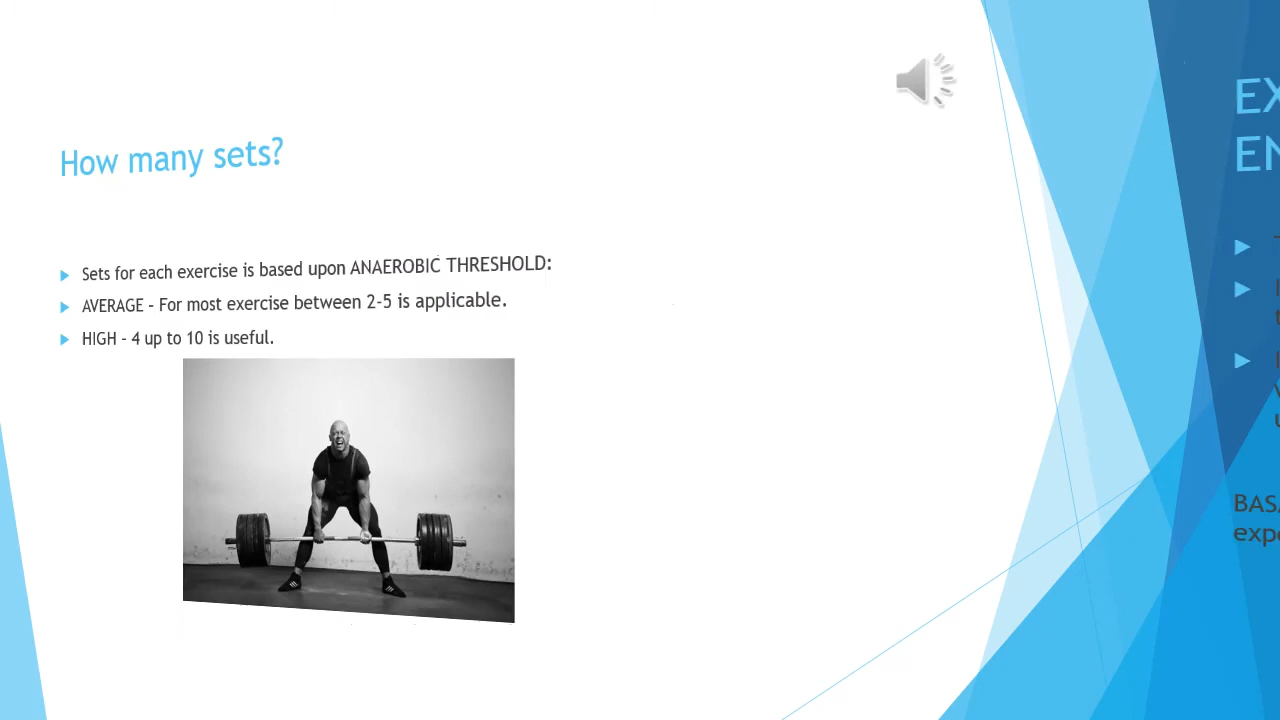 How many sets?
Sets for each exercise is based upon ANAEROBIC THRESHOLD:
AVERAGE – For most exercise between 2-5 is applicable.
HIGH – 4 up to 10 is useful.